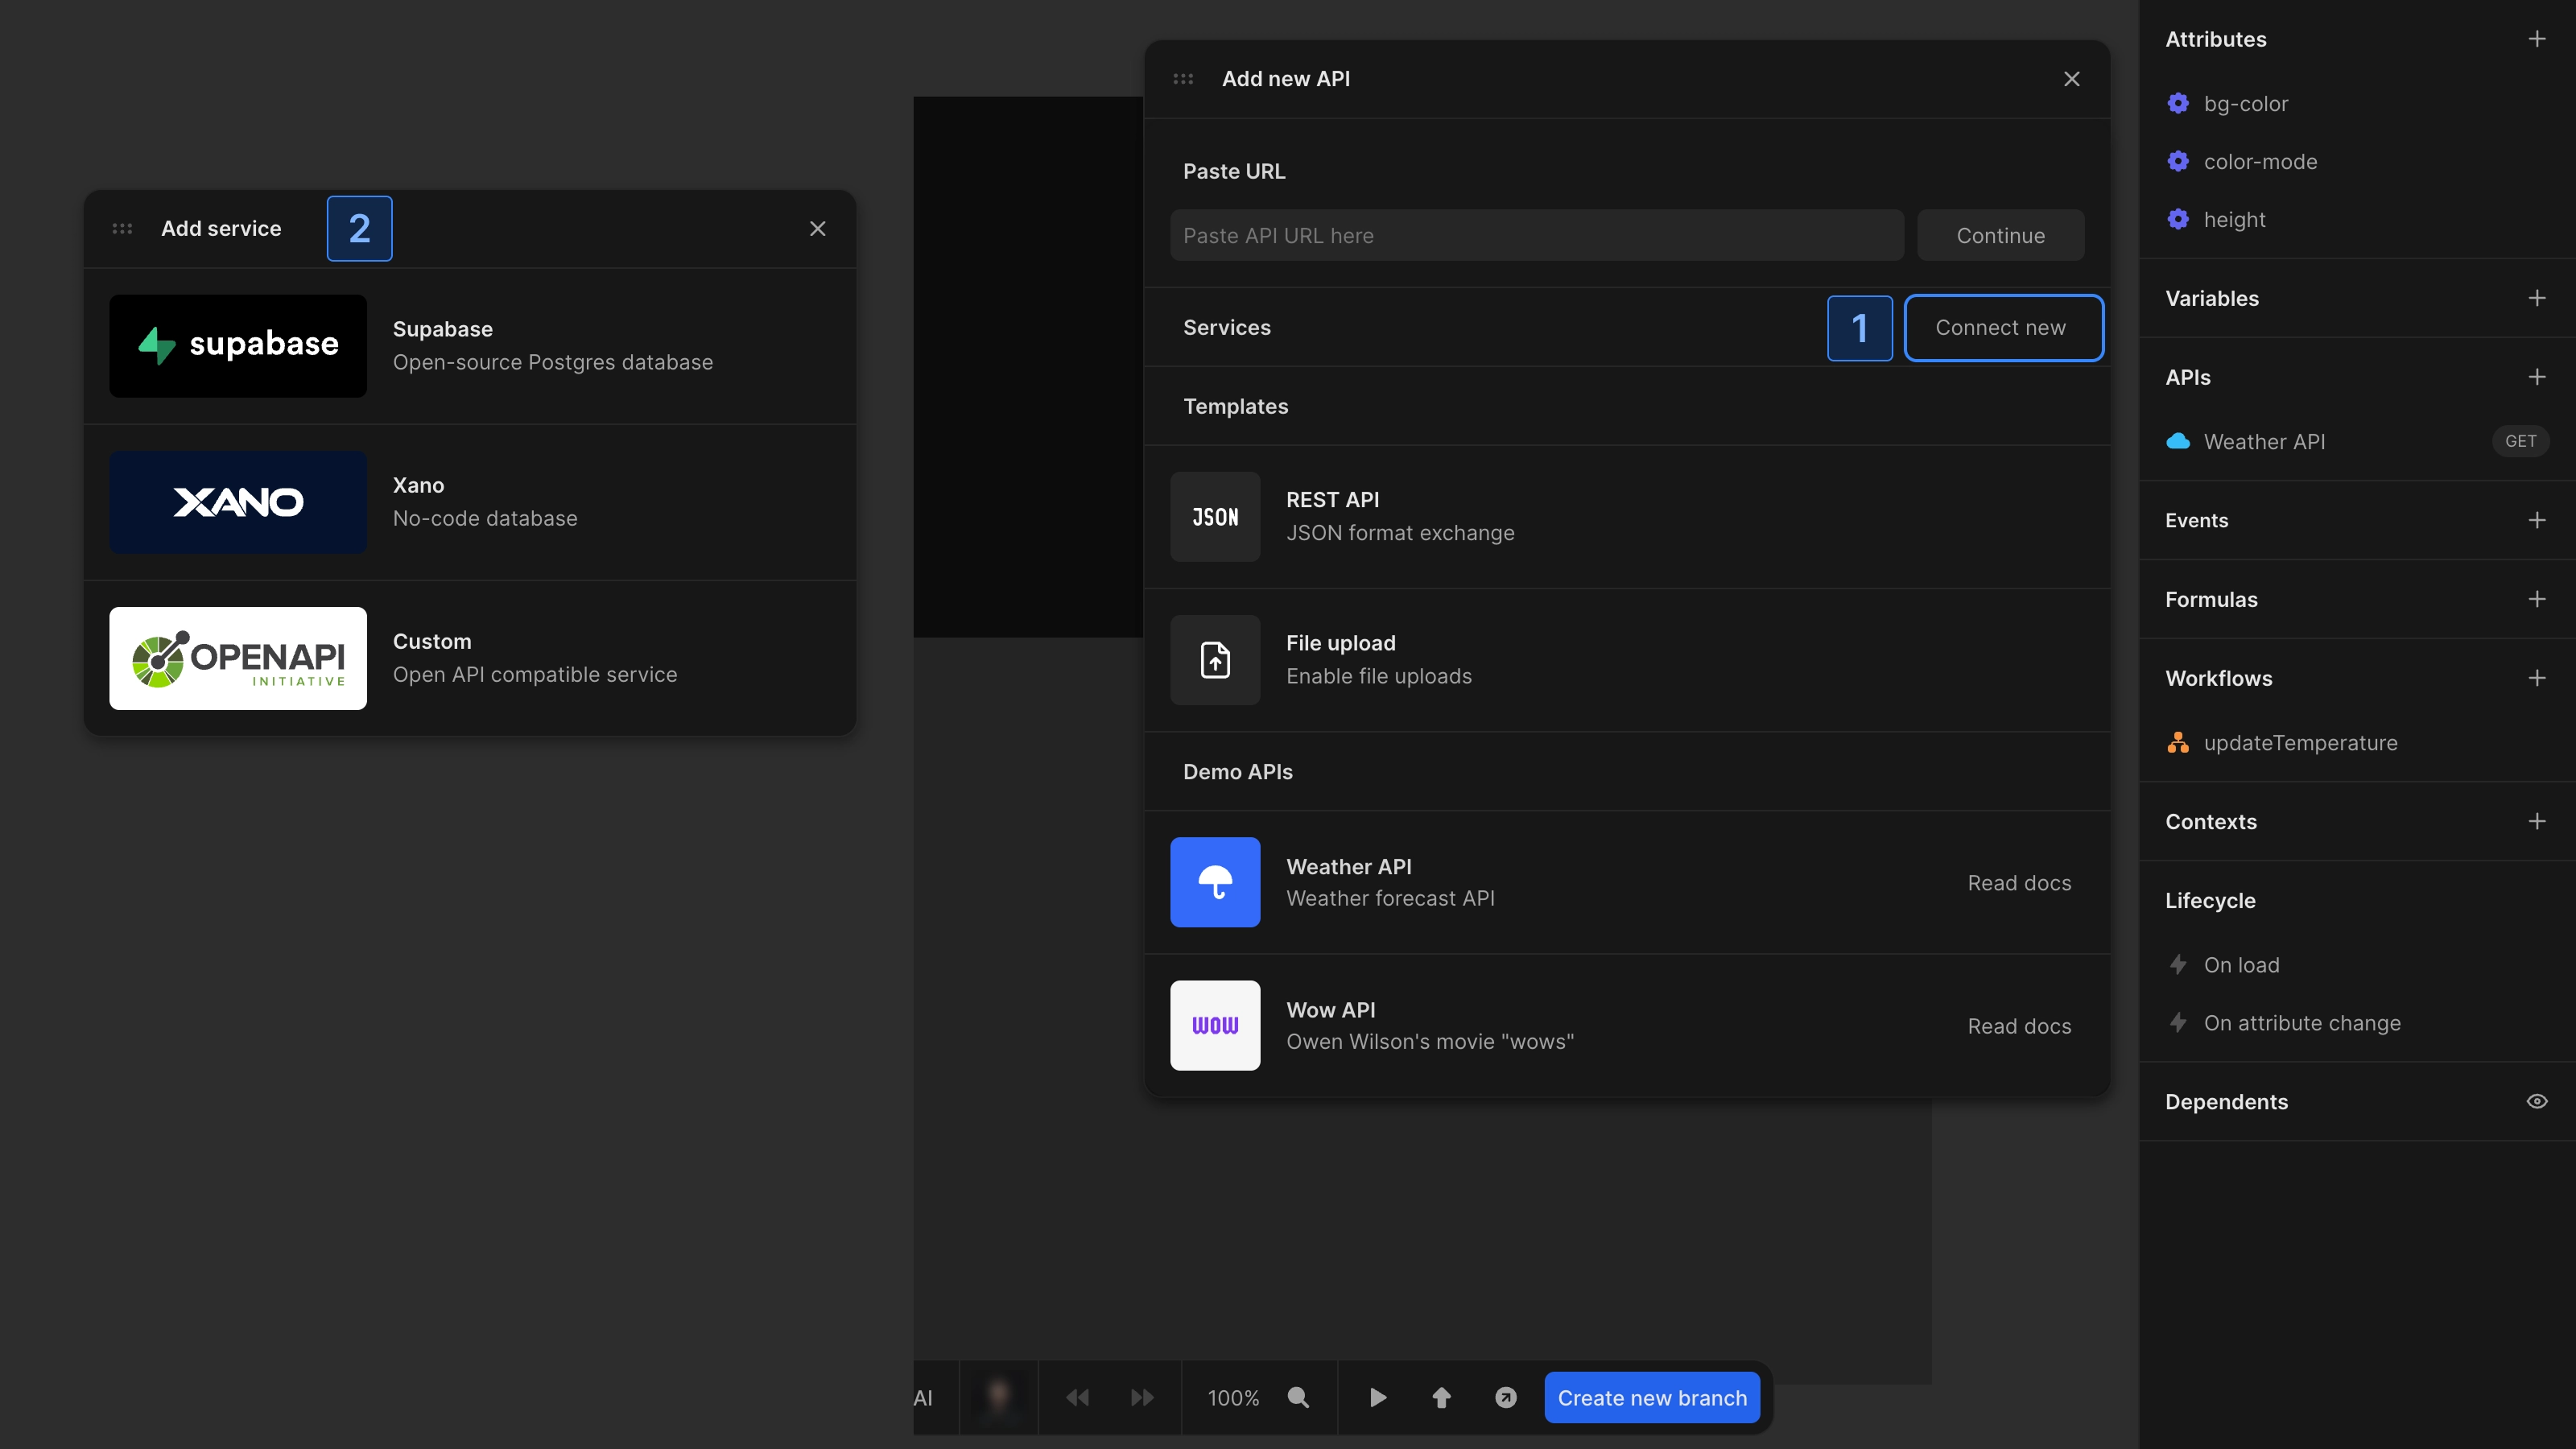 Add service
2
supabase
Supabase
Open-source Postgres database
XANO
Xano
No-code database
OPENAPI
INITIATIVE
Custom
Open API compatible service
Add new API
Paste URL
Paste API URL here
Continue
Services
1
Connect new
Templates
JSON
REST API
JSON format exchange
File upload
Enable file uploads
Demo APIs
Weather API
Weather forecast API
Read docs
WOW
Wow API
Owen Wilson's movie "wows"
Read docs
AI
100%
Create new branch
Attributes
bg-color
color-mode
height
Variables
APIs
Weather API
GET
Events
Formulas
Workflows
updateTemperature
Contexts
Lifecycle
On load
On attribute change
Dependents